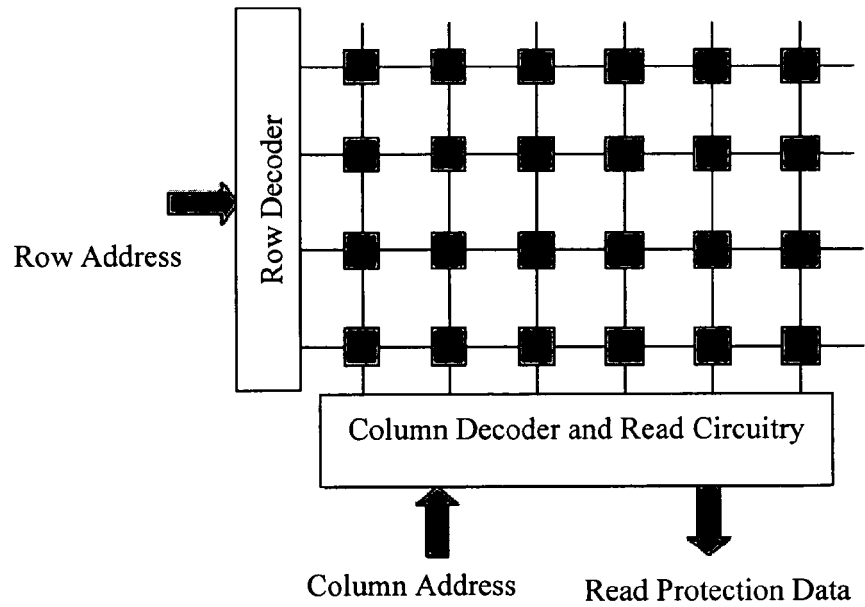 Row Decoder
Row Address
Column Decoder and Read Circuitry
Column Address
Read Protection Data